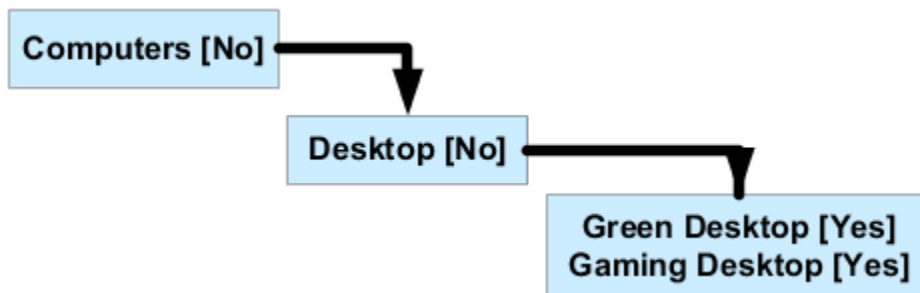 Computers [No]
Desktop [No]
Green Desktop [Yes]
Gaming Desktop [Yes]